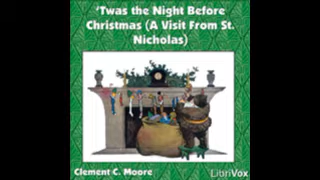 'Twas the Night Before
Christmas (A Visit From St.
Nicholas)
Clement C. Moore
LibriVox